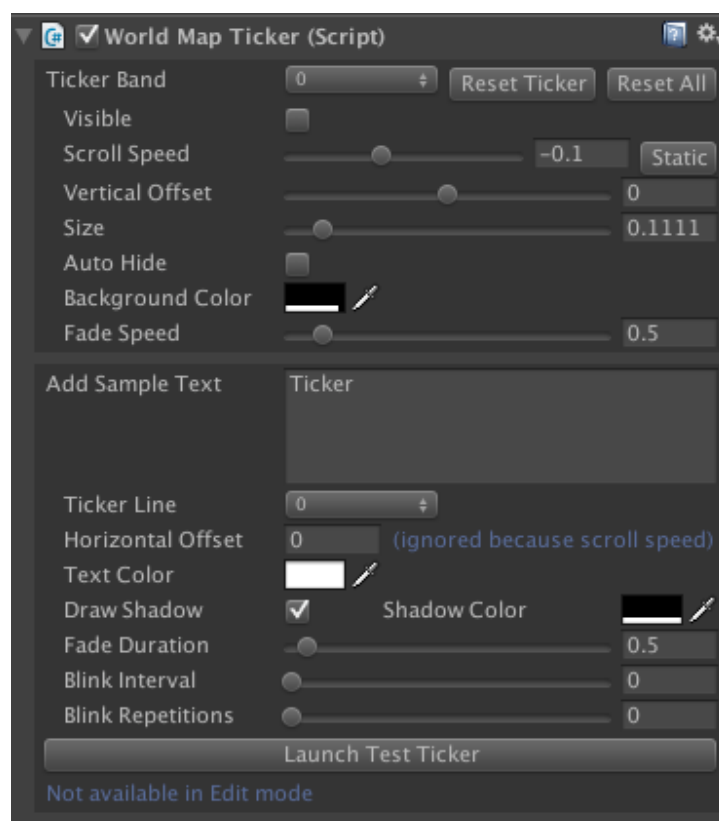 World Map Ticker (Script)
Ticker Band 0 Reset Ticker Reset All
Visible
Scroll Speed -0.1 Static
Vertical Offset 0
Size 0.1111
Auto Hide
Background Color
Fade Speed 0.5
Add Sample Text Ticker
Ticker Line 0
Horizontal Offset 0 (ignored because scroll speed)
Text Color
Draw Shadow Shadow Color
Fade Duration 0.5
Blink Interval 0
Blink Repetitions 0
Launch Test Ticker
Not available in Edit mode